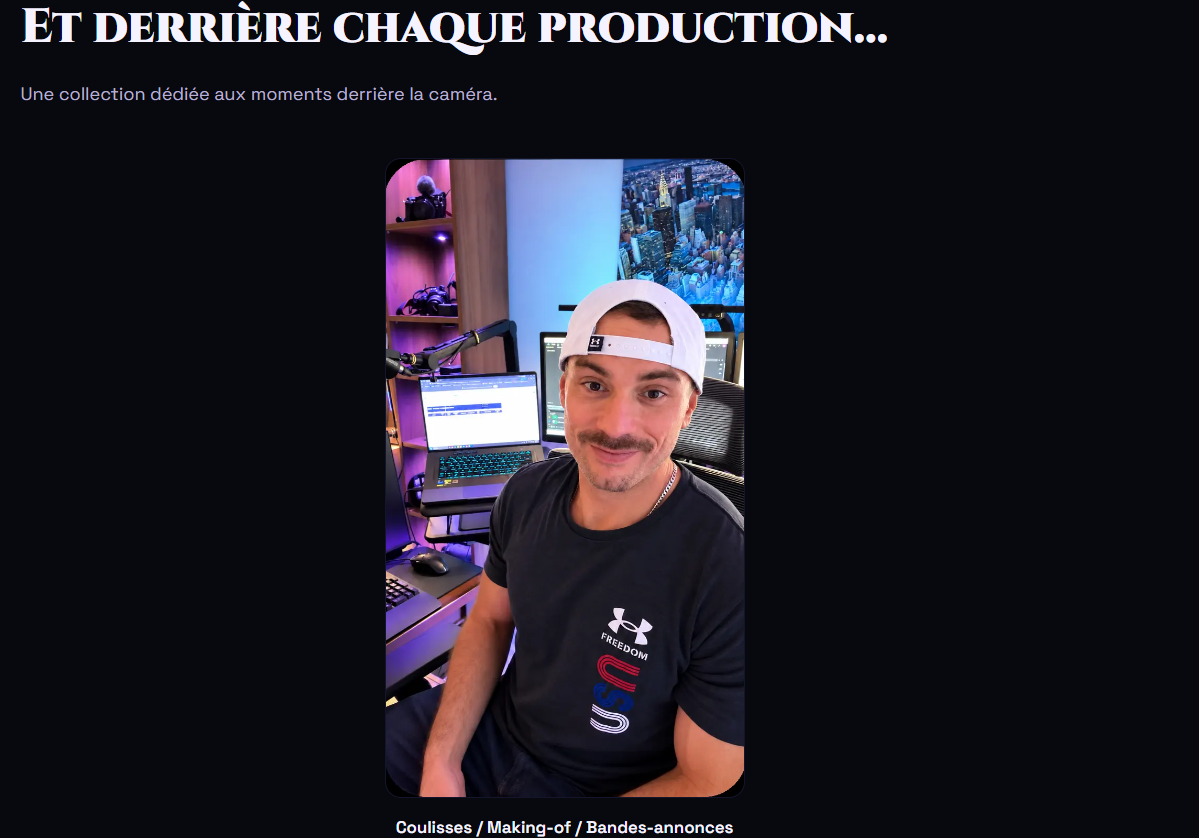 Et derrière chaque production...
Une collection dédiée aux moments derrière la caméra.
FREEDOM
USA
Coulisses / Making-of / Bandes-annonces